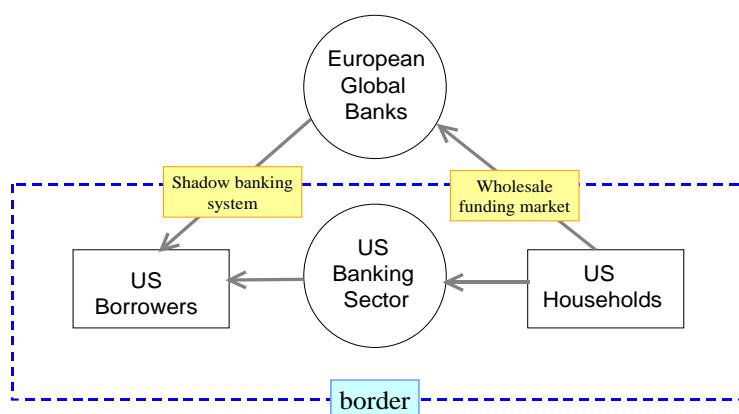 European
Global
Banks
Shadow banking
system
Wholesale
funding market
US
Borrowers
US
Banking
Sector
US
Households
border